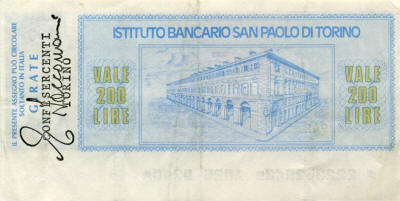 ISTITUTO BANCARIO SAN PAOLO DI TORINO
VALE
200
LIRE
VALE
200
LIRE
IL PRESENTE ASSEGNO PUÒ CIRCOLARE
SOLTANTO IN ITALIA
GIRATE
CONFESERCENTI
TORINO